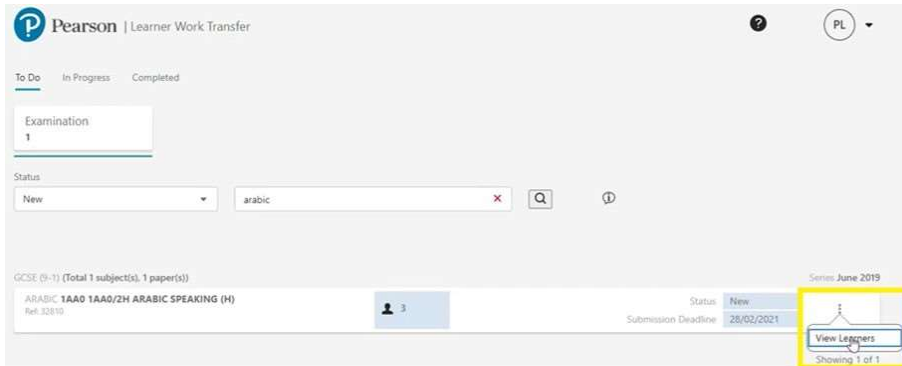 Pearson | Learner Work Transfer
?
PL
To Do In Progress Completed
Examination
1
Status
New
arabic
GCSE (9-1) (Total 1 subject(s), 1 paper(s))
Series June 2019
ARABIC 1AA0 1AA0/2H ARABIC SPEAKING (H)
Ref: 32810
3
Status New
Submission Deadline 28/02/2021
View Learners
Showing 1 of 1